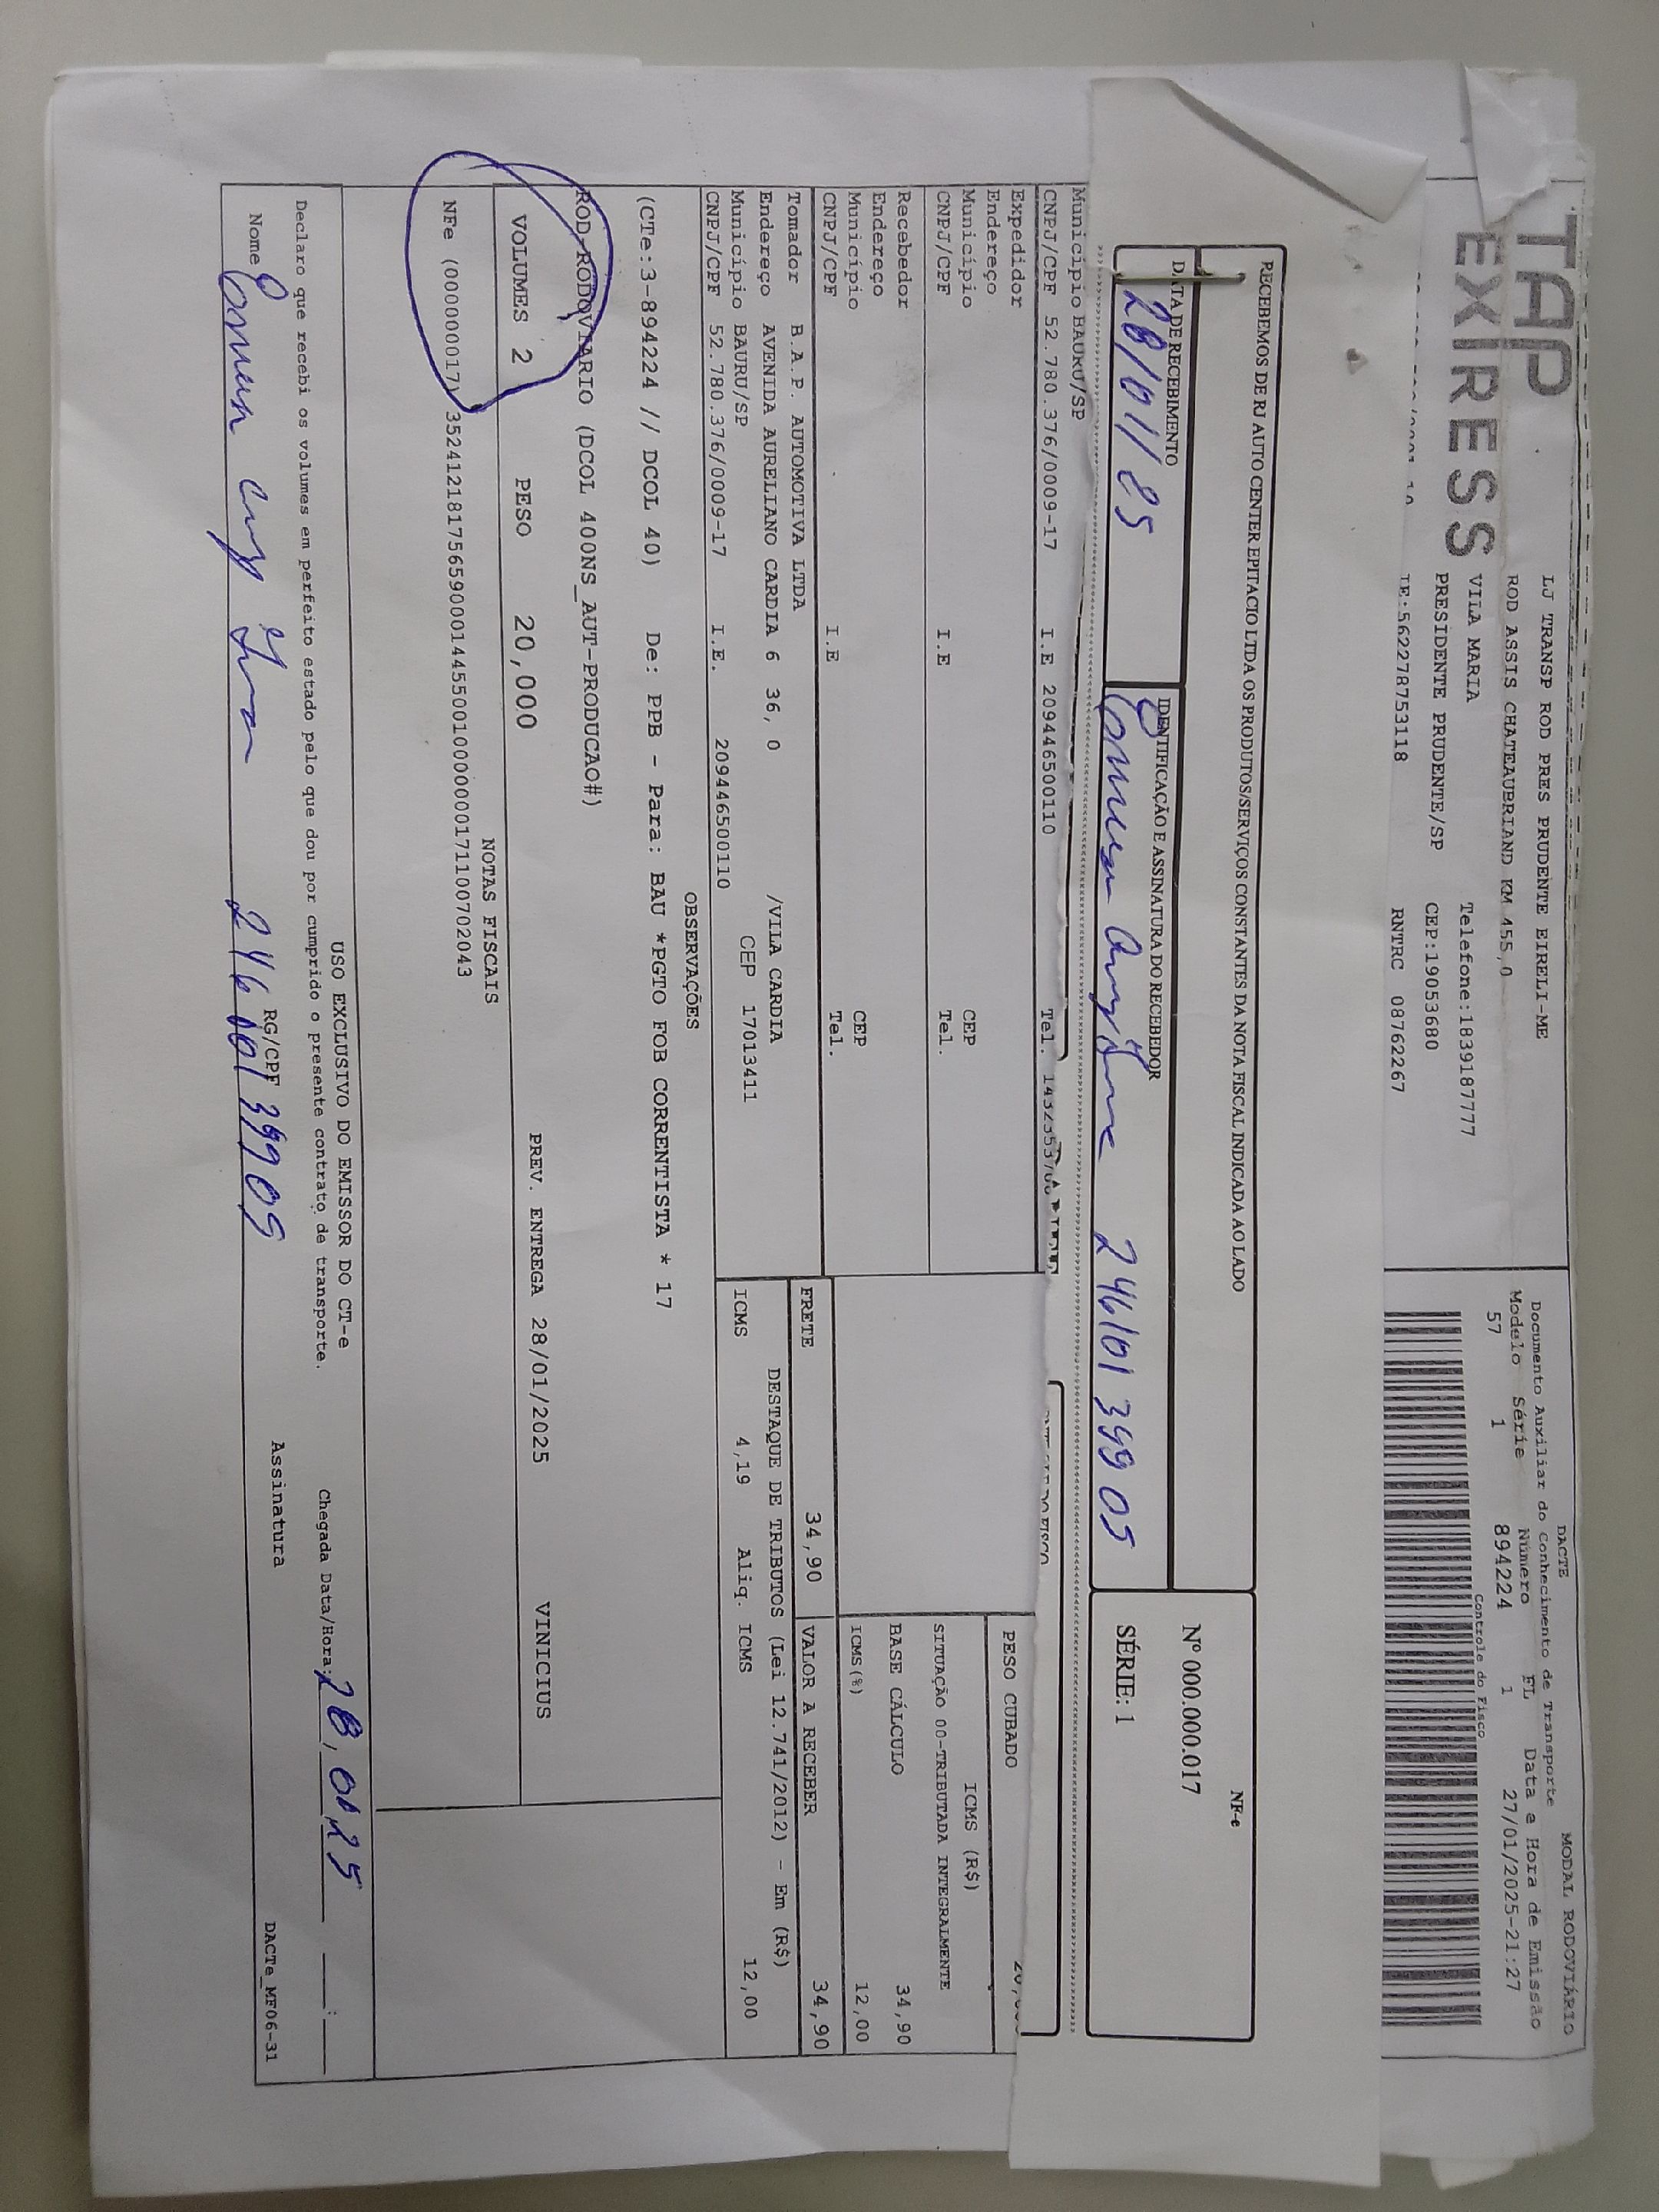 TAP
EXIRESS
LJ TRANSP ROD PRES PRUDENTE EIRELI-ME
ROD ASSIS CHATEAUBRIAND KM 455,0
VILA MARIA Telefone:1839187777
PRESIDENTE PRUDENTE/SP CEP:19053680
IE:562278753118 RNTRC 08762267
DACTE MODAL RODOVIÁRIO
Documento Auxiliar do Conhecimento de Transporte
Modelo Série Número FL Data e Hora de Emissão
57 1 894224 1 27/01/2025-21:27
Controle do Fisco
RECEBEMOS DE RJ AUTO CENTER EPITACIO LTDA OS PRODUTOS/SERVIÇOS CONSTANTES DA NOTA FISCAL INDICADA AO LADO
NF-e
Nº 000.000.017
SÉRIE: 1
DATA DE RECEBIMENTO
28/01/25
IDENTIFICAÇÃO E ASSINATURA DO RECEBEDOR
246101399 05
Município BAURU/SP
CNPJ/CPF 52.780.376/0009-17 I.E 209446500110 Tel.
Expedidor
Endereço
Município CEP
CNPJ/CPF I.E Tel.
Recebedor
Endereço
Município CEP
CNPJ/CPF I.E Tel.
PESO CUBADO
ICMS (R$)
SITUAÇÃO 00-TRIBUTADA INTEGRALMENTE
BASE CÁLCULO 34,90
ICMS(%) 12,00
Tomador B.A.P. AUTOMOTIVA LTDA
Endereço AVENIDA AURELIANO CARDIA 6 36, 0 /VILA CARDIA
Município BAURU/SP CEP 17013411
CNPJ/CPF 52.780.376/0009-17 I.E. 209446500110
FRETE 34,90 VALOR A RECEBER 34,90
DESTAQUE DE TRIBUTOS (Lei 12.741/2012) - Em (R$)
ICMS 4,19 Aliq. ICMS 12,00
OBSERVAÇÕES
(CTe:3-894224 // DCOL 40) De: PPB - Para: BAU *PGTO FOB CORRENTISTA * 17
ROD-RODOVIARIO (DCOL 400NS_AUT-PRODUCAO#)
VOLUMES 2 PESO 20,000 PREV. ENTREGA 28/01/2025 VINICIUS
NOTAS FISCAIS
NFe (000000017) 35241218175659000144550010000000171100702043
USO EXCLUSIVO DO EMISSOR DO CT-e
Declaro que recebi os volumes em perfeito estado pelo que dou por cumprido o presente contrato de transporte. Chegada Data/Hora: 28, 01 25 :
Nome RG/CPF 246101399 05 Assinatura
DACTe_MF06-31